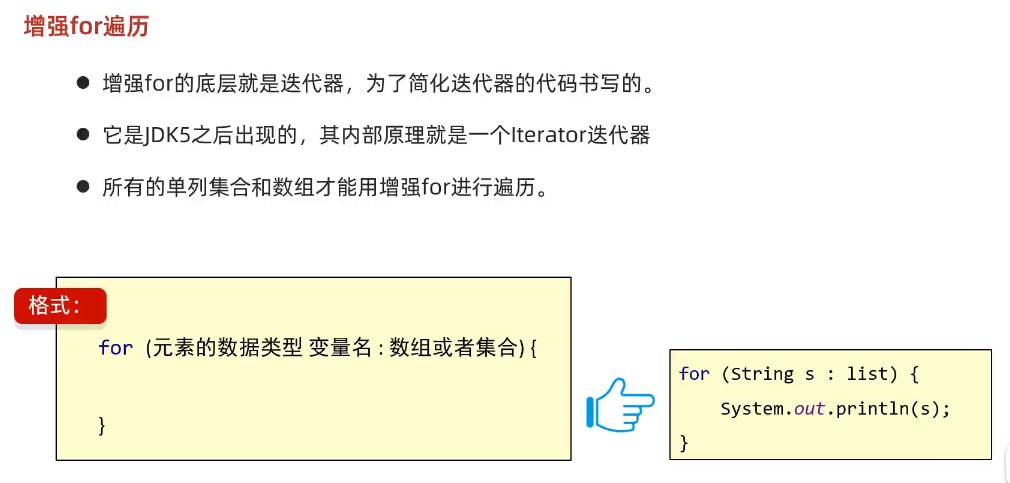 增强for遍历
● 增强for的底层就是迭代器，为了简化迭代器的代码书写的。
● 它是JDK5之后出现的，其内部原理就是一个Iterator迭代器
● 所有的单列集合和数组才能用增强for进行遍历。
格式：
for (元素的数据类型 变量名 : 数组或者集合) {
}
for (String s : list) {
System.out.println(s);
}